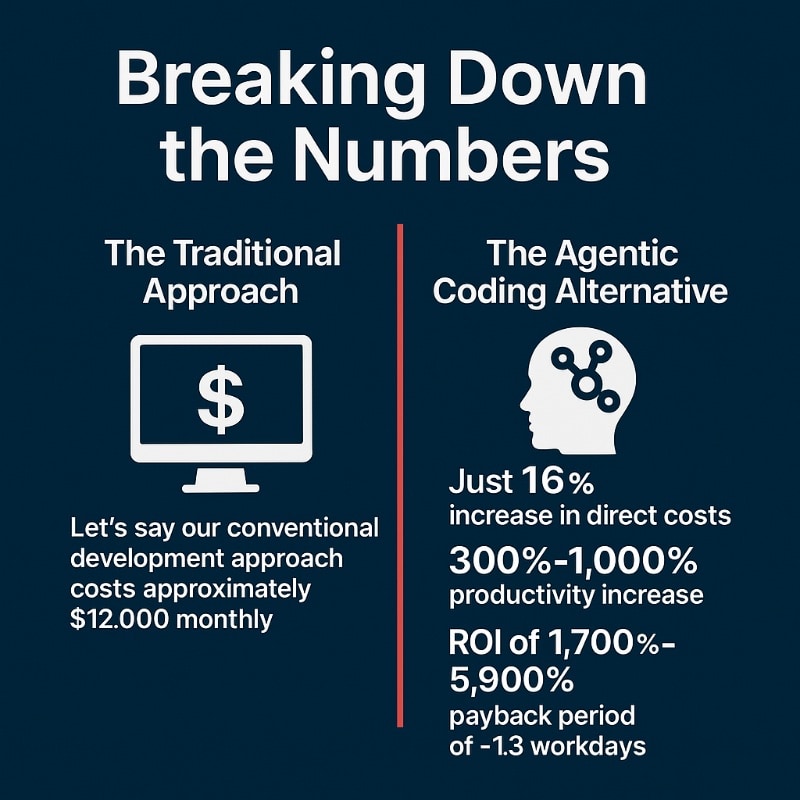 Breaking Down
the Numbers
The Traditional
Approach
$
Let's say our conventional
development approach
costs approximately
$12.000 monthly
The Agentic
Coding Alternative
Just 16%
increase in direct costs
300%-1,000%
productivity increase
ROI of 1,700%-
5,900%
payback period
of -1.3 workdays